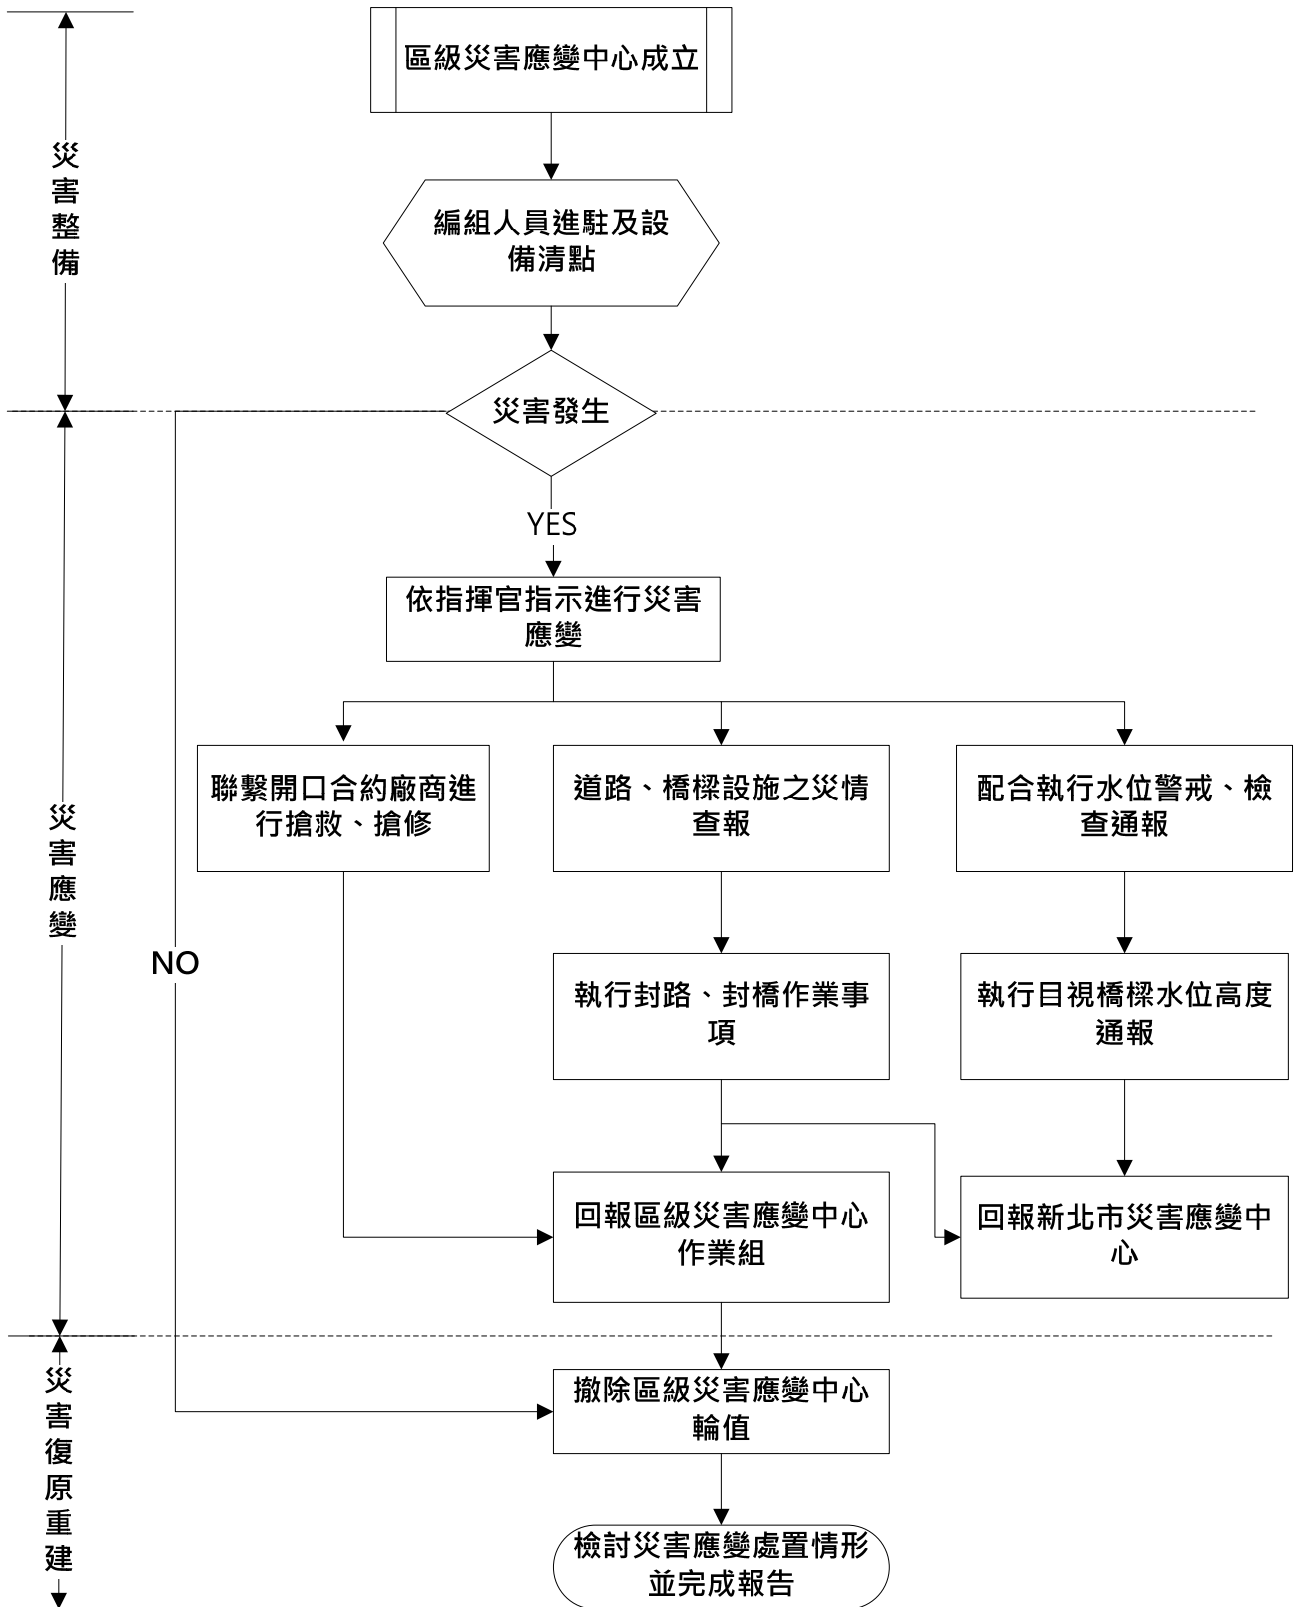 區級災害應變中心成立
災害整備
編組人員進駐及設
備清點
災害發生
YES
依指揮官指示進行災害
應變
災害應變
聯繫開口合約廠商進
行搶救、搶修
道路、橋樑設施之災情
查報
配合執行水位警戒、檢
查通報
NO
執行封路、封橋作業事
項
執行目視橋樑水位高度
通報
回報區級災害應變中心
作業組
回報新北市災害應變中
心
災害復原重建
撤除區級災害應變中心
輪值
檢討災害應變處置情形
並完成報告